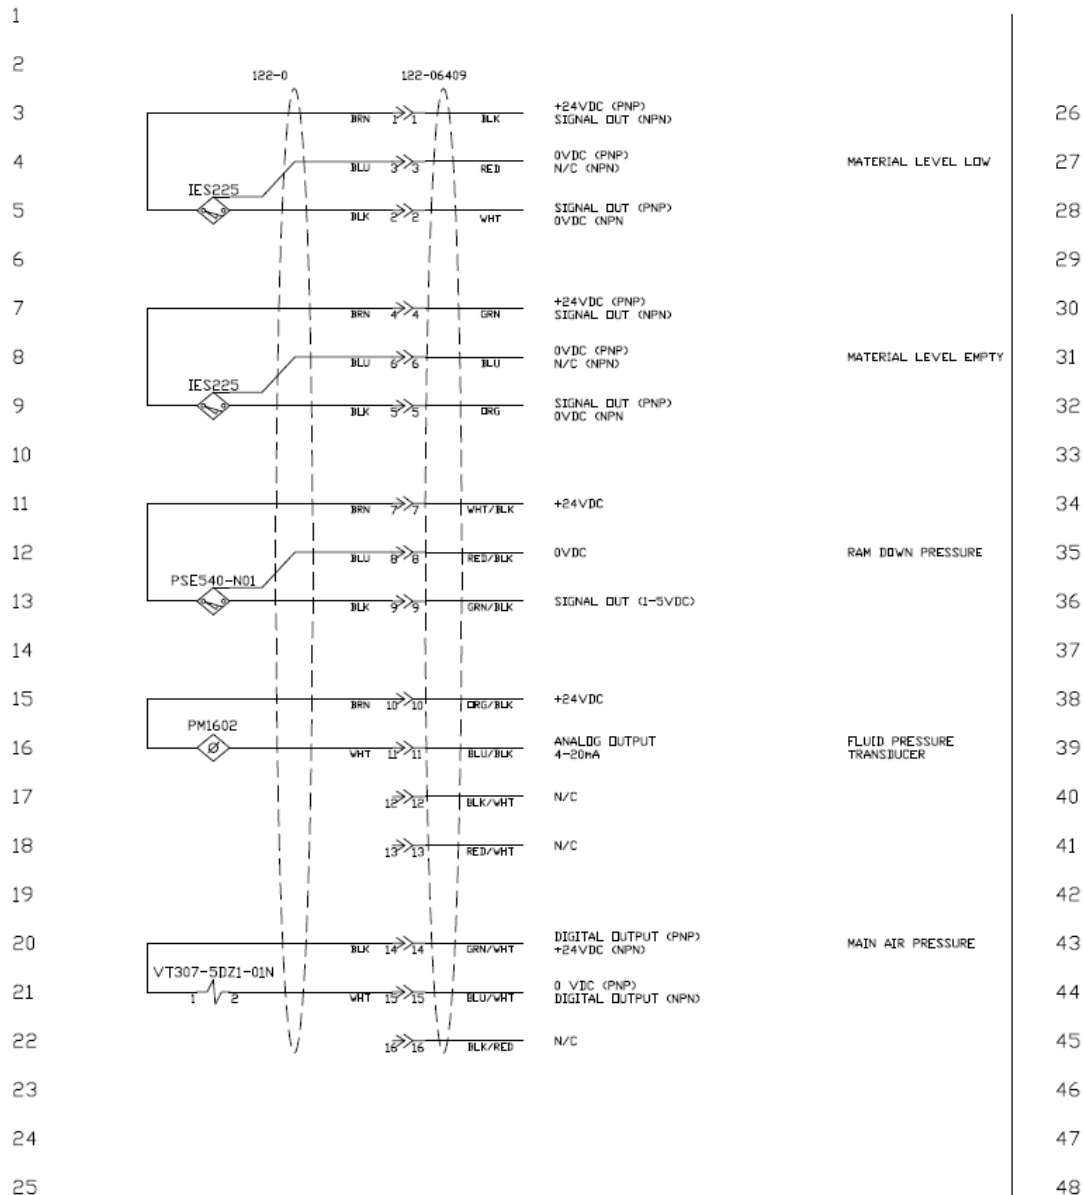 1
2
122-0 122-06409
3 BRN 1 1 BLK +24VDC (PNP) 26
SIGNAL OUT (NPN)
4 BLU 3 3 RED 0VDC (PNP) MATERIAL LEVEL LOW 27
N/C (NPN)
IES225
5 BLK 2 2 WHT SIGNAL OUT (PNP) 28
0VDC (NPN
6 29
7 BRN 4 4 GRN +24VDC (PNP) 30
SIGNAL OUT (NPN)
8 BLU 6 6 BLU 0VDC (PNP) MATERIAL LEVEL EMPTY 31
N/C (NPN)
IES225
9 BLK 5 5 ORG SIGNAL OUT (PNP) 32
0VDC (NPN
10 33
11 BRN 7 7 WHT/BLK +24VDC 34
12 BLU 8 8 RED/BLK 0VDC RAM DOWN PRESSURE 35
PSE540-N01
13 BLK 9 9 GRN/BLK SIGNAL OUT (1-5VDC) 36
14 37
15 BRN 10 10 ORG/BLK +24VDC 38
PM1602
16 WHT 11 11 BLU/BLK ANALOG OUTPUT FLUID PRESSURE 39
4-20mA TRANSDUCER
17 12 12 BLK/WHT N/C 40
18 13 13 RED/WHT N/C 41
19 42
20 BLK 14 14 GRN/WHT DIGITAL OUTPUT (PNP) MAIN AIR PRESSURE 43
+24VDC (NPN)
VT307-5DZ1-01N
21 1 2 WHT 15 15 BLU/WHT 0 VDC (PNP) 44
DIGITAL OUTPUT (NPN)
22 16 16 BLK/RED N/C 45
23 46
24 47
25 48